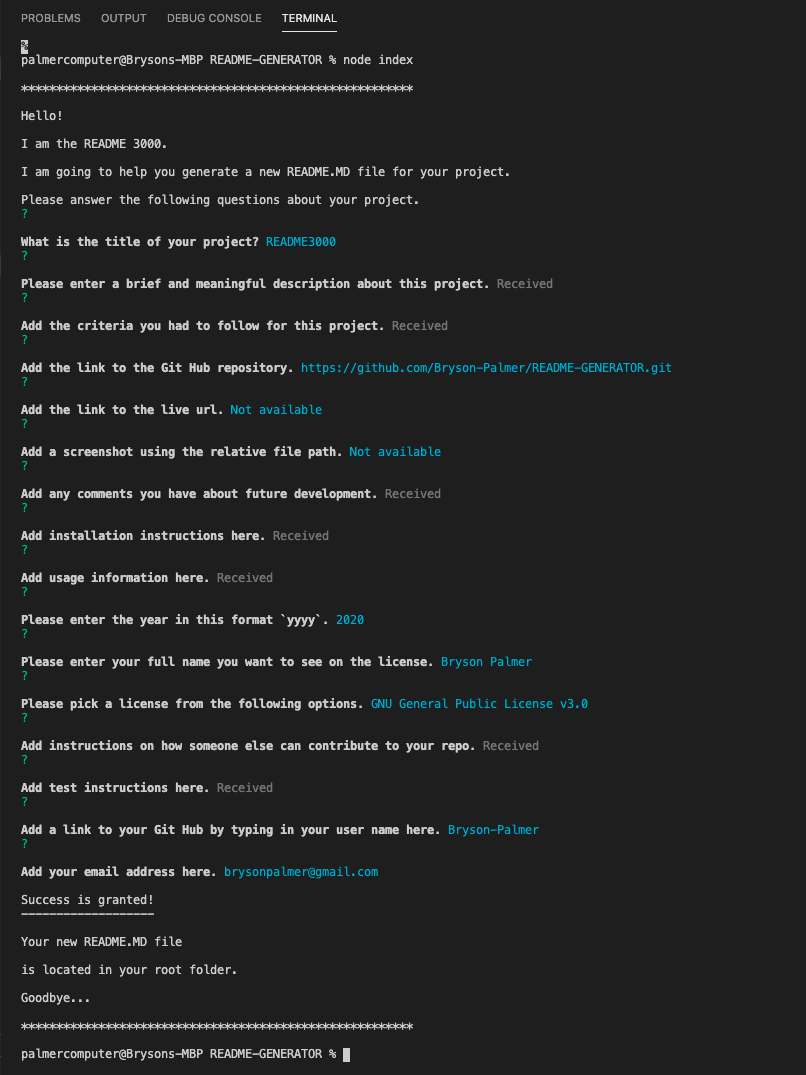 PROBLEMS OUTPUT DEBUG CONSOLE TERMINAL
%
palmercomputer@Brysons-MBP README-GENERATOR % node index
********************************************************
Hello!
I am the README 3000.
I am going to help you generate a new README.MD file for your project.
Please answer the following questions about your project.
?
What is the title of your project? README3000
?
Please enter a brief and meaningful description about this project. Received
?
Add the criteria you had to follow for this project. Received
?
Add the link to the Git Hub repository. https://github.com/Bryson-Palmer/README-GENERATOR.git
?
Add the link to the live url. Not available
?
Add a screenshot using the relative file path. Not available
?
Add any comments you have about future development. Received
?
Add installation instructions here. Received
?
Add usage information here. Received
?
Please enter the year in this format `yyyy`. 2020
?
Please enter your full name you want to see on the license. Bryson Palmer
?
Please pick a license from the following options. GNU General Public License v3.0
?
Add instructions on how someone else can contribute to your repo. Received
?
Add test instructions here. Received
?
Add a link to your Git Hub by typing in your user name here. Bryson-Palmer
?
Add your email address here. brysonpalmer@gmail.com
Success is granted!
-------------------
Your new README.MD file
is located in your root folder.
Goodbye...
********************************************************
palmercomputer@Brysons-MBP README-GENERATOR %